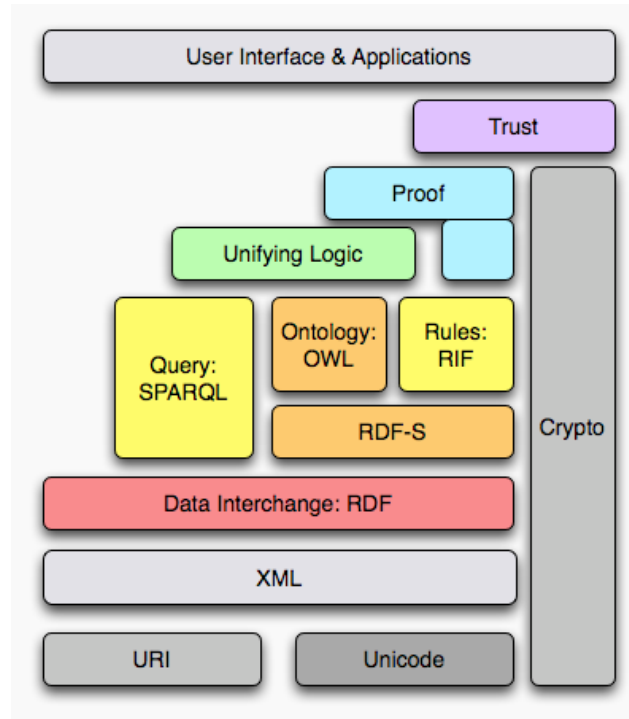 User Interface & Applications
Trust
Proof
Unifying Logic
Ontology:
OWL
Rules:
RIF
Query:
SPARQL
RDF-S
Crypto
Data Interchange: RDF
XML
URI
Unicode